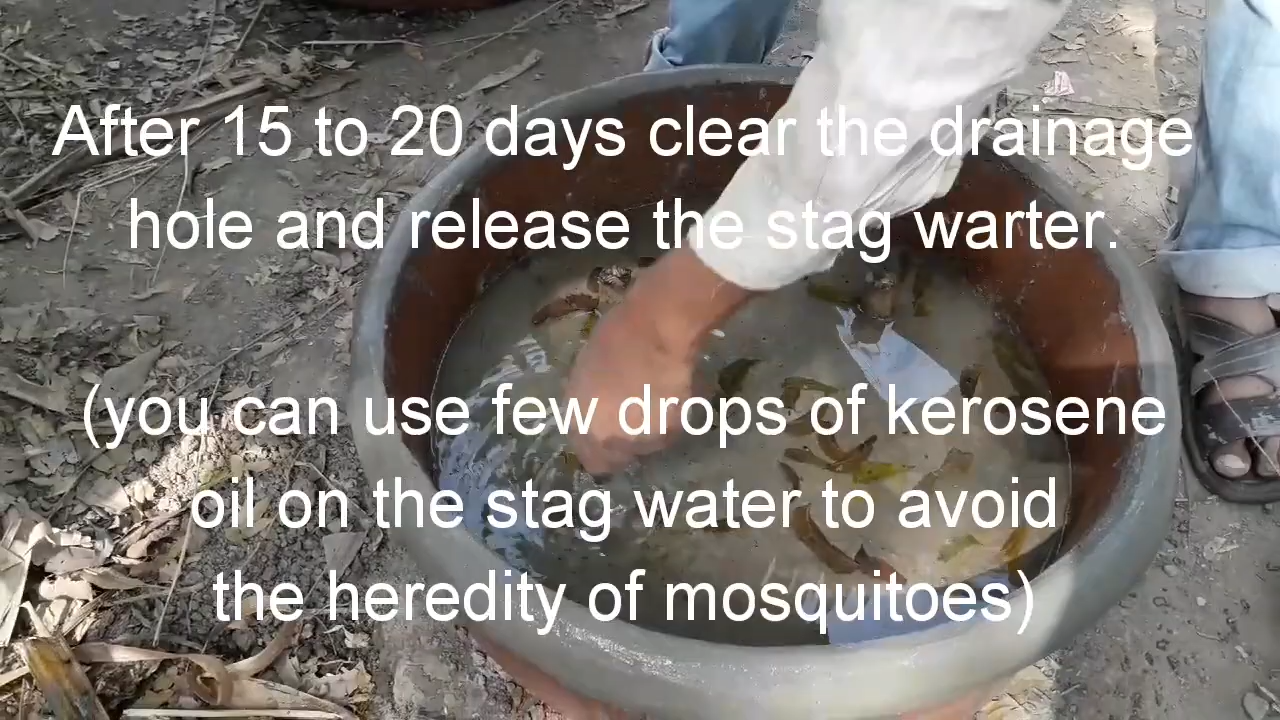 After 15 to 20 days clear the drainage
hole and release the stag warter.
(you can use few drops of kerosene
oil on the stag water to avoid
the heredity of mosquitoes)